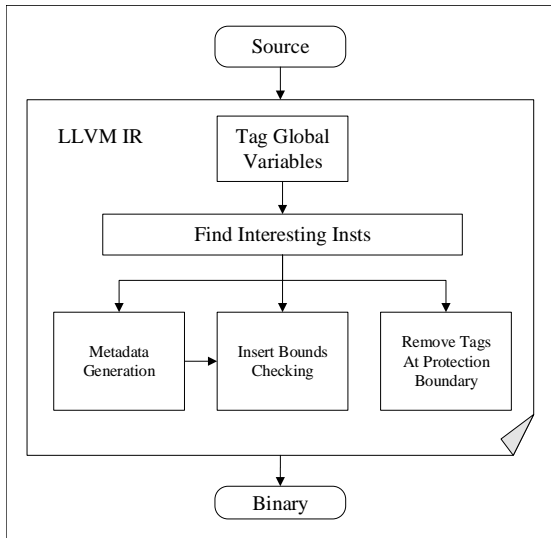 Source
LLVM IR
Tag Global
Variables
Find Interesting Insts
Metadata
Generation
Insert Bounds
Checking
Remove Tags
At Protection
Boundary
Binary